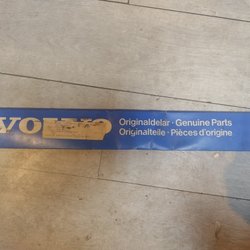 VOLVO
Originaldelar · Genuine Parts
Originalteile · Pièces d'origine